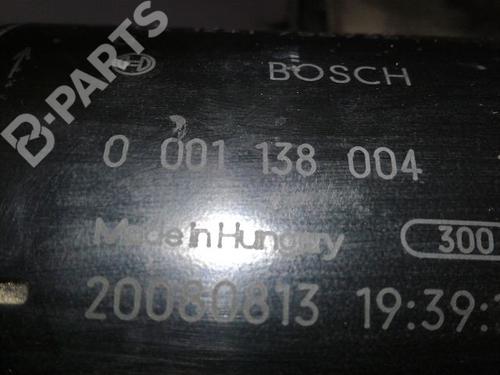 B-PARTS
BOSCH
0 001 138 004
Made in Hungary
300
20080813 19:39: